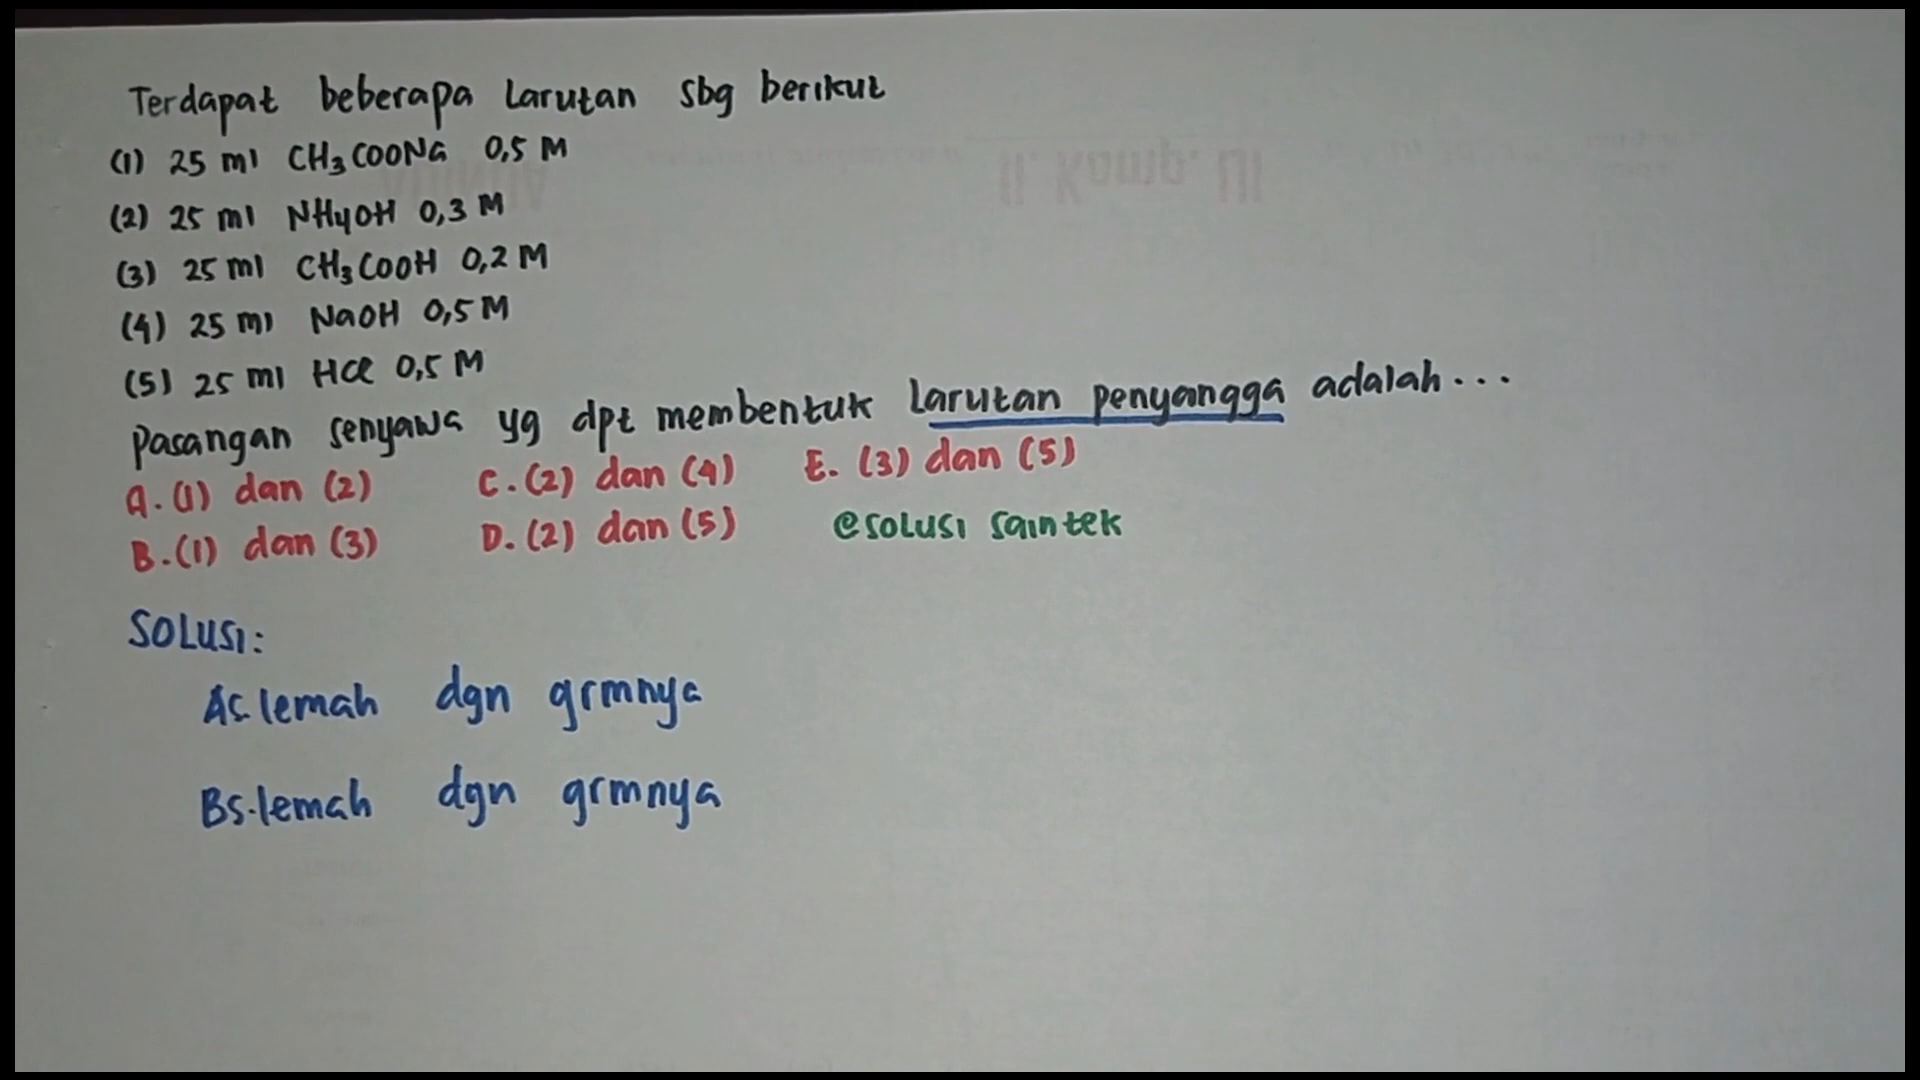 Terdapat beberapa Larutan sbg berikut
(1) 25 ml CH3COONa 0,5 M
(2) 25 ml NH4OH 0,3 M
(3) 25 ml CH3COOH 0,2 M
(4) 25 ml NaOH 0,5 M
(5) 25 ml HCl 0,5 M
Pasangan senyawa yg dpt membentuk larutan penyangga adalah...
A. (1) dan (2) C. (2) dan (4) E. (3) dan (5)
B. (1) dan (3) D. (2) dan (5) @solusi saintek
SOLUSI:
As.lemah dgn grmnya
Bs.lemah dgn grmnya